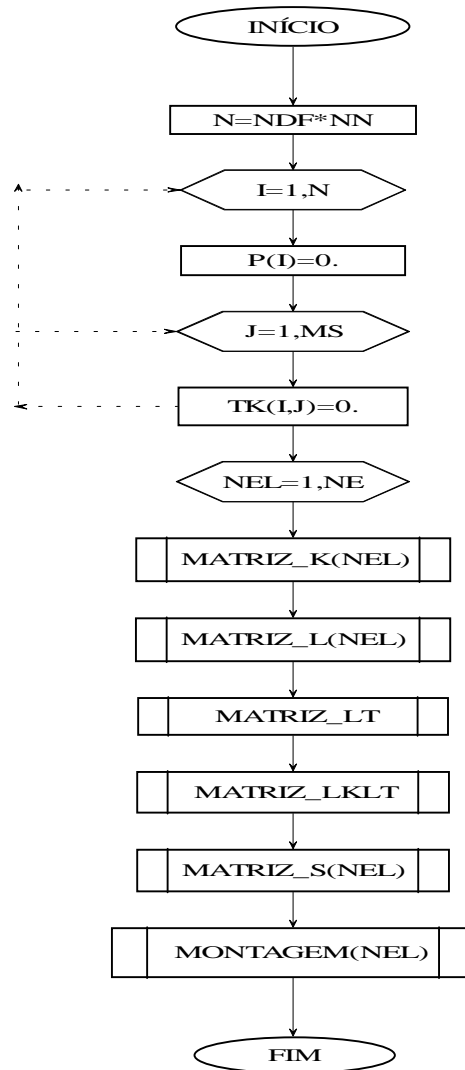 INÍCIO
N=NDF*NN
I=1,N
P(I)=0.
J=1,MS
TK(I,J)=0.
NEL=1,NE
MATRIZ_K(NEL)
MATRIZ_L(NEL)
MATRIZ_LT
MATRIZ_LKLT
MATRIZ_S(NEL)
MONTAGEM(NEL)
FIM